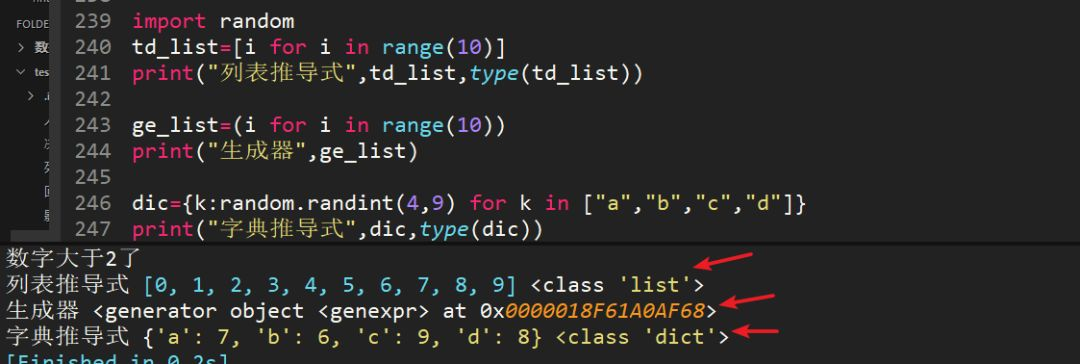 FOLDE
239 import random
240 td_list=[i for i in range(10)]
241 print("列表推导式",td_list,type(td_list))
242
243 ge_list=(i for i in range(10))
244 print("生成器",ge_list)
245
246 dic={k:random.randint(4,9) for k in ["a","b","c","d"]}
247 print("字典推导式",dic,type(dic))
数字大于2了
列表推导式 [0, 1, 2, 3, 4, 5, 6, 7, 8, 9] <class 'list'>
生成器 <generator object <genexpr> at 0x0000018F61A0AF68>
字典推导式 {'a': 7, 'b': 6, 'c': 9, 'd': 8} <class 'dict'>
[Finished in 0.2s]